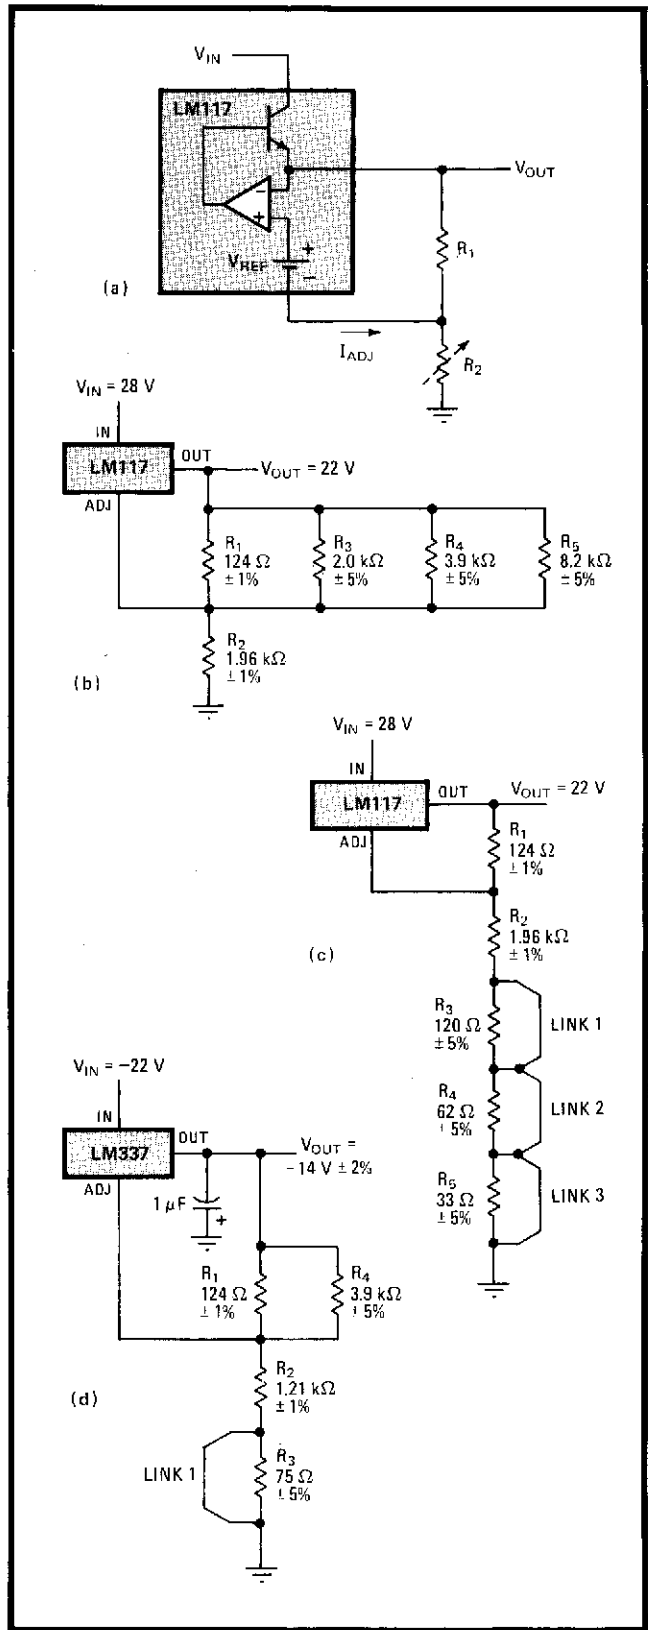 V_IN
LM117
V_OUT
−
+
R₁
V_REF
+
−
(a)
I_ADJ
R₂
V_IN = 28 V
IN
OUT
LM117
V_OUT = 22 V
ADJ
R₁
124 Ω
± 1%
R₃
2.0 kΩ
± 5%
R₄
3.9 kΩ
± 5%
R₅
8.2 kΩ
± 5%
R₂
1.96 kΩ
± 1%
(b)
V_IN = 28 V
IN
OUT
LM117
V_OUT = 22 V
ADJ
R₁
124 Ω
± 1%
R₂
1.96 kΩ
± 1%
(c)
R₃
120 Ω
± 5%
LINK 1
R₄
62 Ω
± 5%
LINK 2
R₅
33 Ω
± 5%
LINK 3
V_IN = −22 V
IN
OUT
LM337
V_OUT =
−14 V ± 2%
ADJ
1 μF
+
R₁
124 Ω
± 1%
R₄
3.9 kΩ
± 5%
R₂
1.21 kΩ
± 1%
(d)
LINK 1
R₃
75 Ω
± 5%